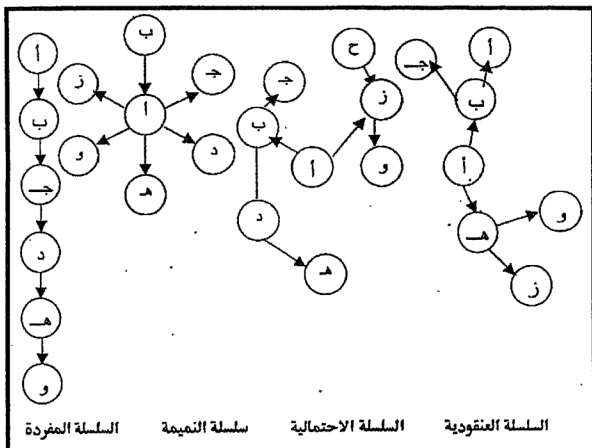 أ
ب
جـ
د
هـ
و
ب
جـ
ز
أ
د
و
هـ
جـ
ب
أ
د
هـ
ح
ز
و
أ
جـ
ب
أ
هـ
و
ز
السلسلة العنقودية
السلسلة الاحتمالية
سلسلة النميمة
السلسلة المفردة